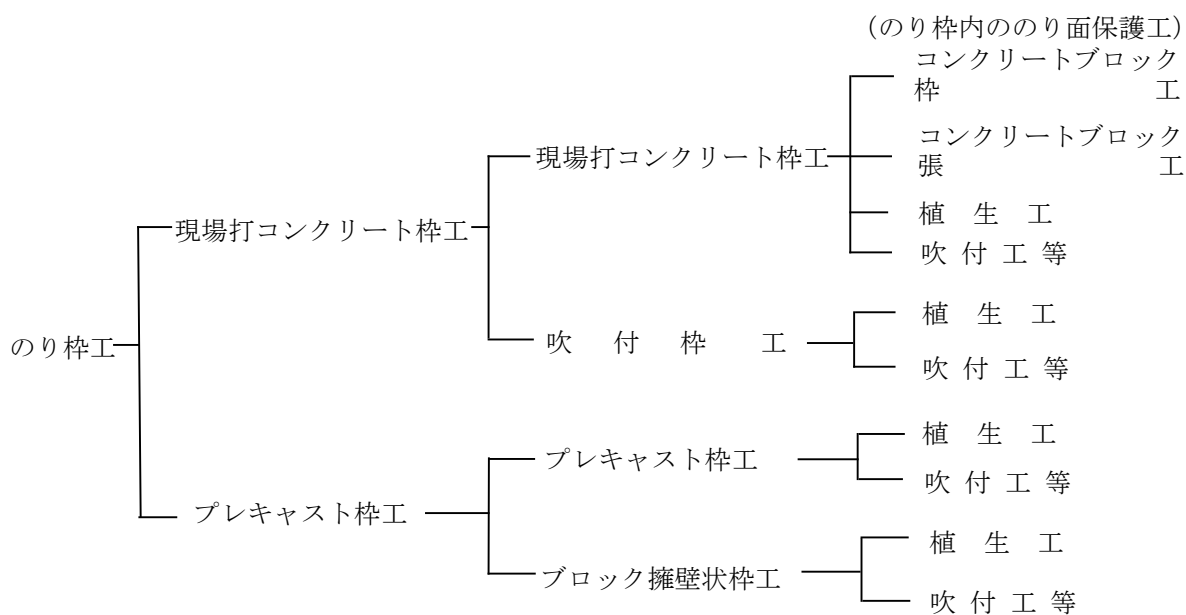 (のり枠内ののり面保護工)
コンクリートブロック
枠工
コンクリートブロック
張工
現場打コンクリート枠工
植生工
現場打コンクリート枠工
吹付工等
植生工
吹付枠工
のり枠工
吹付工等
植生工
プレキャスト枠工
吹付工等
プレキャスト枠工
植生工
ブロック擁壁状枠工
吹付工等